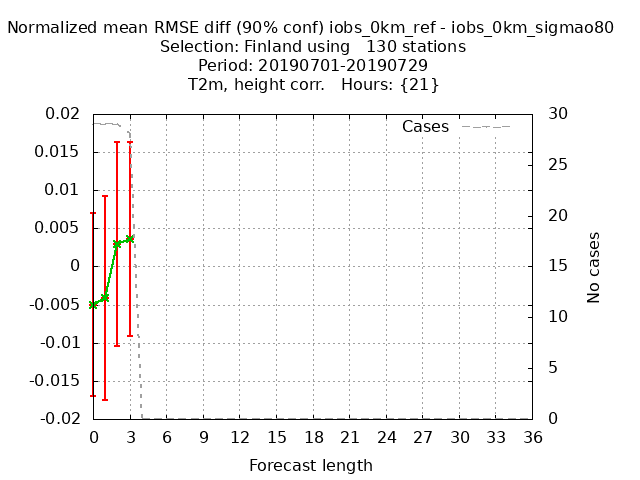 Normalized mean RMSE diff (90% conf) iobs_0km_ref - iobs_0km_sigmao80
Selection: Finland using   130 stations
Period: 20190701-20190729
T2m, height corr.   Hours: {21}
Cases
0.02
0.015
0.01
0.005
0
-0.005
-0.01
-0.015
-0.02
30
25
20
15
10
5
0
No cases
0 3 6 9 12 15 18 21 24 27 30 33 36
Forecast length